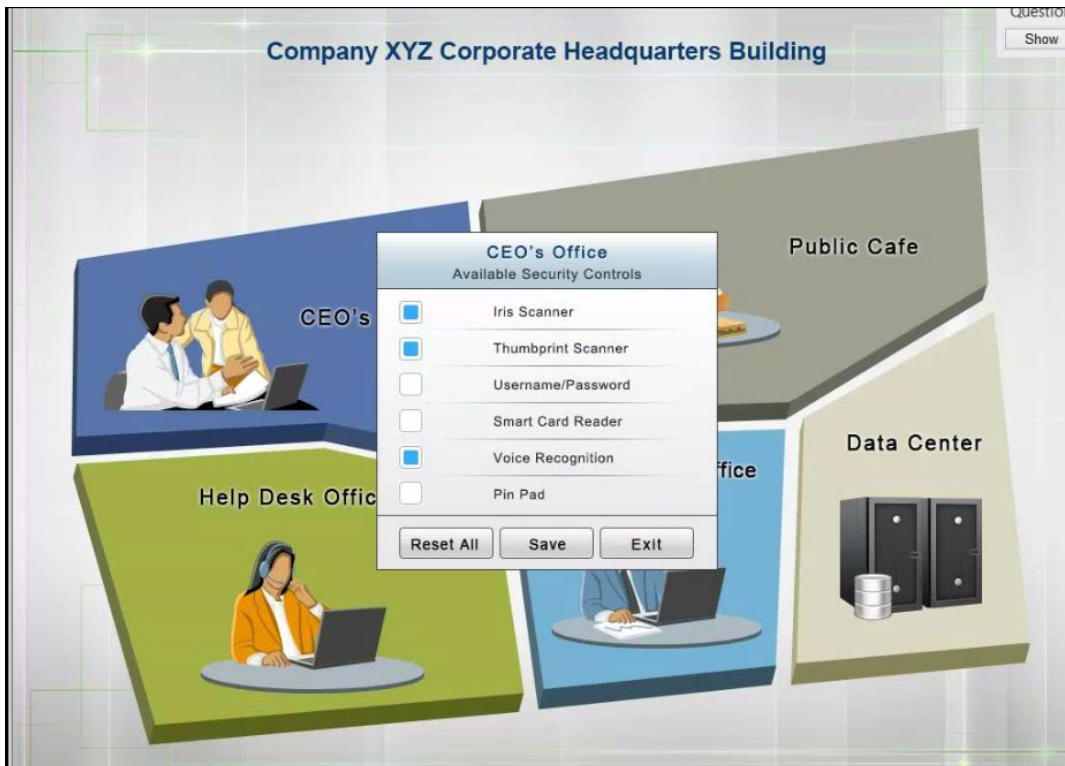 Question
Show
Company XYZ Corporate Headquarters Building
Public Cafe
CEO's Office
Available Security Controls
CEO's
Iris Scanner
Thumbprint Scanner
Username/Password
Smart Card Reader
Voice Recognition
Pin Pad
Reset All Save Exit
Data Center
Help Desk Offic
ffice